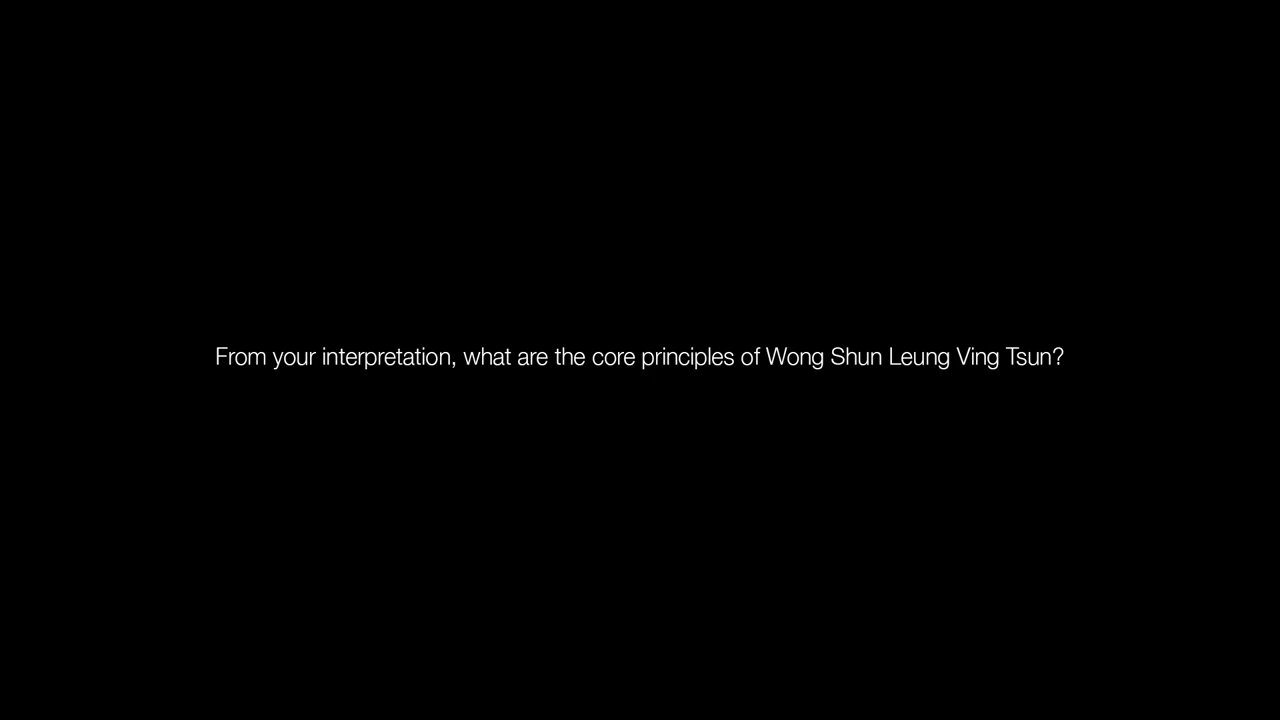 From your interpretation, what are the core principles of Wong Shun Leung Ving Tsun?